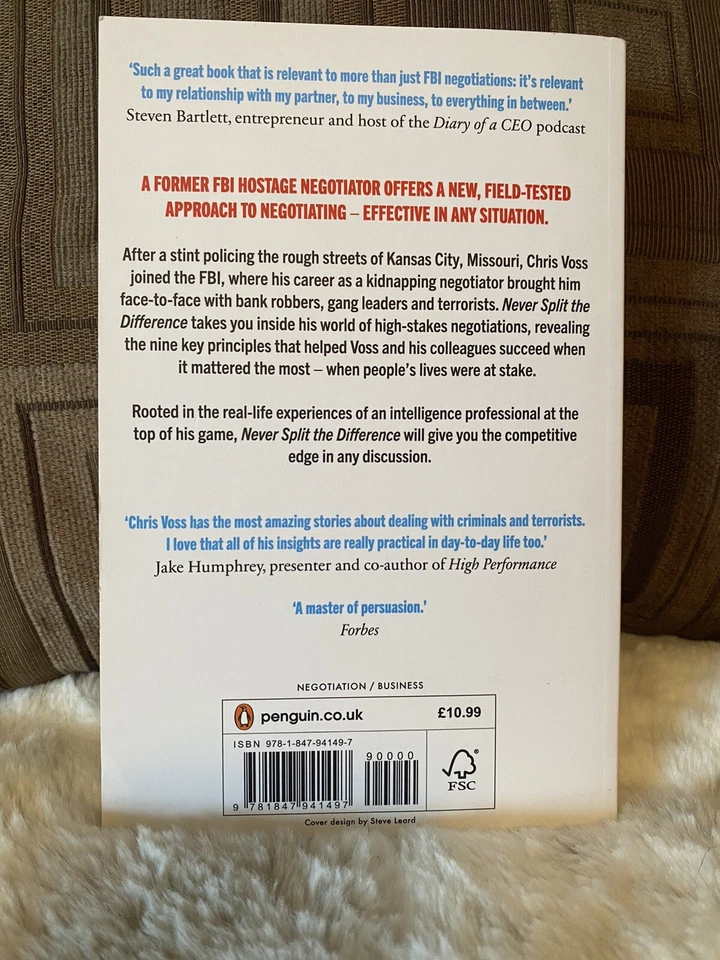 ‘Such a great book that is relevant to more than just FBI negotiations: it’s relevant
to my relationship with my partner, to my business, to everything in between.’
Steven Bartlett, entrepreneur and host of the Diary of a CEO podcast
A FORMER FBI HOSTAGE NEGOTIATOR OFFERS A NEW, FIELD-TESTED
APPROACH TO NEGOTIATING – EFFECTIVE IN ANY SITUATION.
After a stint policing the rough streets of Kansas City, Missouri, Chris Voss
joined the FBI, where his career as a kidnapping negotiator brought him
face-to-face with bank robbers, gang leaders and terrorists. Never Split the
Difference takes you inside his world of high-stakes negotiations, revealing
the nine key principles that helped Voss and his colleagues succeed when
it mattered the most – when people’s lives were at stake.
Rooted in the real-life experiences of an intelligence professional at the
top of his game, Never Split the Difference will give you the competitive
edge in any discussion.
‘Chris Voss has the most amazing stories about dealing with criminals and terrorists.
I love that all of his insights are really practical in day-to-day life too.’
Jake Humphrey, presenter and co-author of High Performance
‘A master of persuasion.’
Forbes
NEGOTIATION / BUSINESS
penguin.co.uk £10.99
ISBN 978-1-847-94149-7
90000
9 781847 941497
FSC®
Cover design by Steve Leard